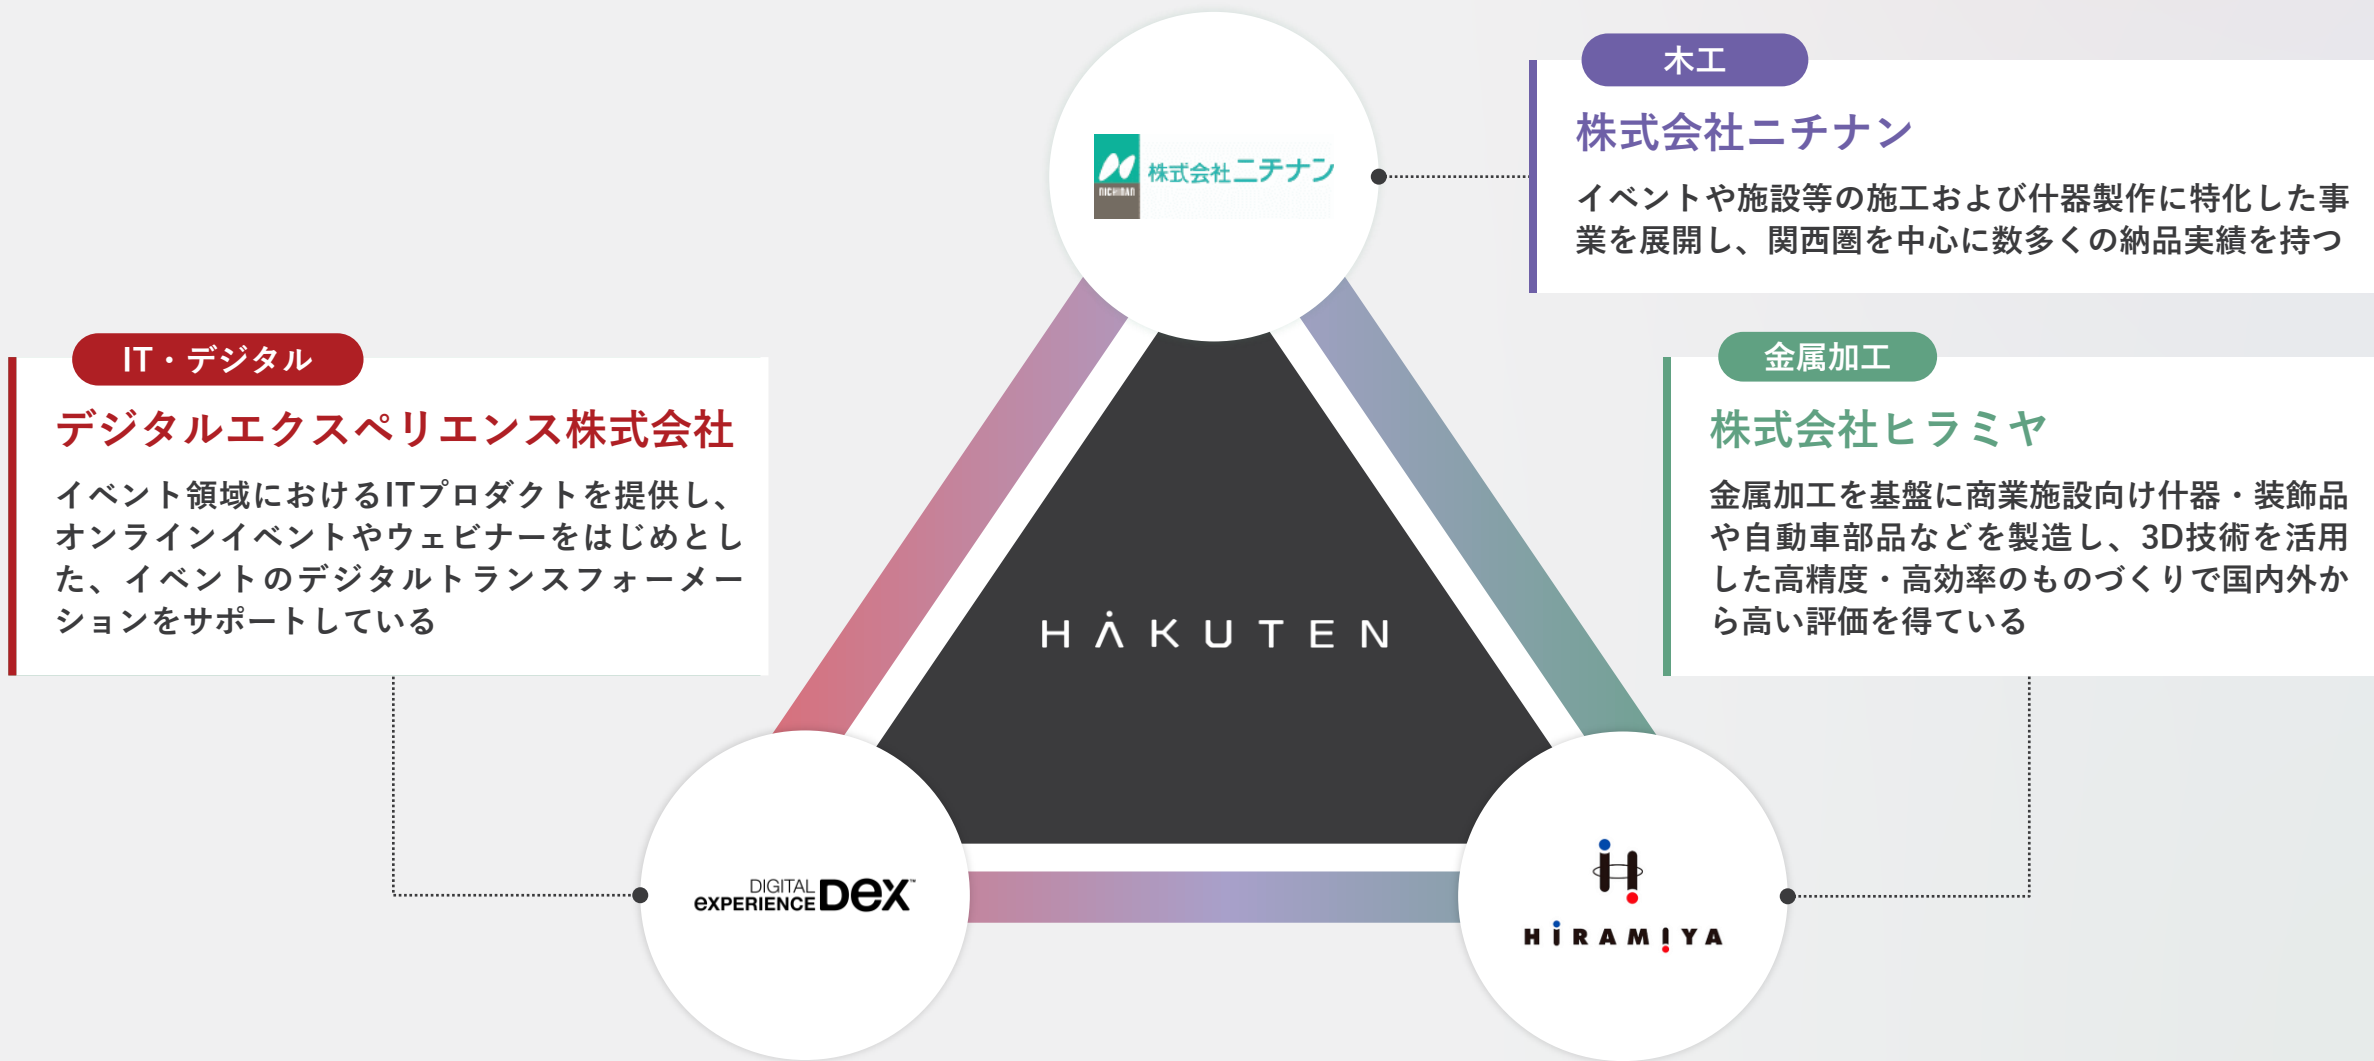 木工
株式会社ニチナン
イベントや施設等の施工および什器製作に特化した事
業を展開し、関西圏を中心に数多くの納品実績を持つ
NICHINAN
株式会社ニチナン
IT・デジタル
デジタルエクスペリエンス株式会社
イベント領域におけるITプロダクトを提供し、
オンラインイベントやウェビナーをはじめとし
た、イベントのデジタルトランスフォーメー
ションをサポートしている
金属加工
株式会社ヒラミヤ
金属加工を基盤に商業施設向け什器・装飾品
や自動車部品などを製造し、3D技術を活用
した高精度・高効率のものづくりで国内外か
ら高い評価を得ている
HAKUTEN
DIGITAL
eXPERIENCE DeX™
HiRAMIYA